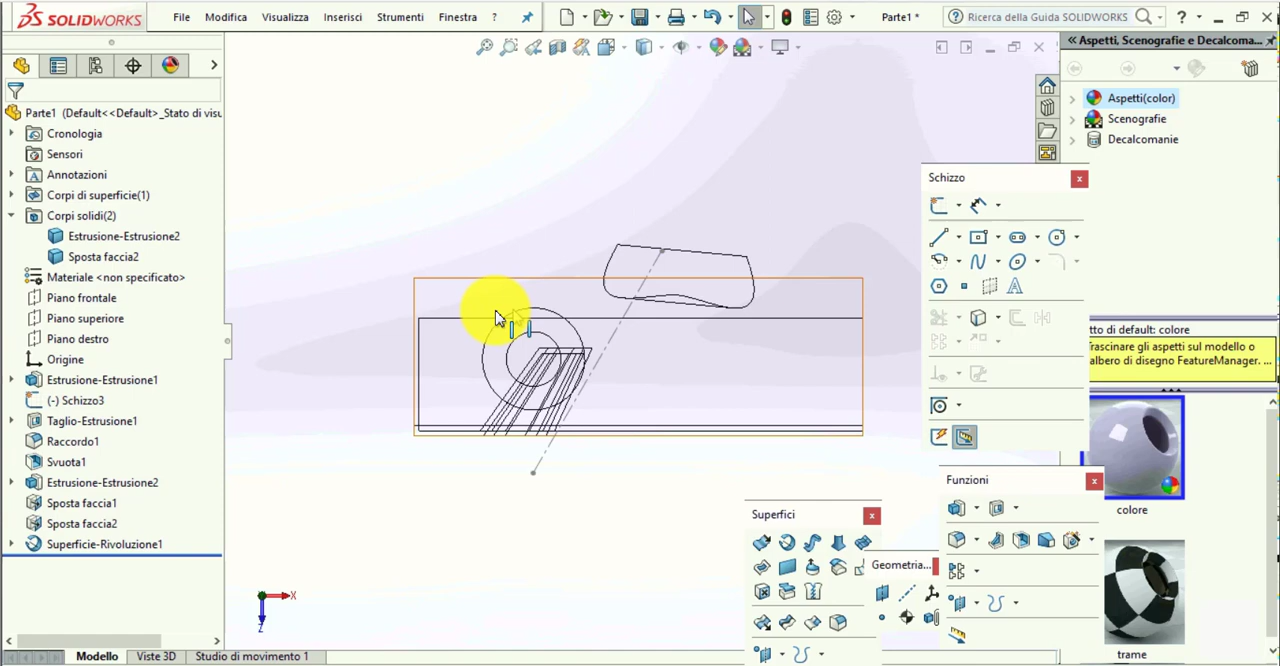 SOLIDWORKS
File Modifica Visualizza Inserisci Strumenti Finestra ?
Parte1 *
Ricerca della Guida SOLIDWORKS
?
Aspetti, Scenografie e Decalcoma...
Parte1 (Default<<Default>_Stato di visu
Cronologia
Sensori
Annotazioni
Corpi di superficie(1)
Corpi solidi(2)
Estrusione-Estrusione2
Sposta faccia2
Materiale <non specificato>
Piano frontale
Piano superiore
Piano destro
Origine
Estrusione-Estrusione1
(-) Schizzo3
Taglio-Estrusione1
Raccordo1
Svuota1
Estrusione-Estrusione2
Sposta faccia1
Sposta faccia2
Superficie-Rivoluzione1
X
Z
Aspetti(color)
Scenografie
Decalcomanie
Schizzo
Funzioni
Superfici
Geometria...
tto di default: colore
Trascinare gli aspetti sul modello o
albero di disegno FeatureManager. ...
colore
trame
Modello Vista 3D Studio di movimento 1